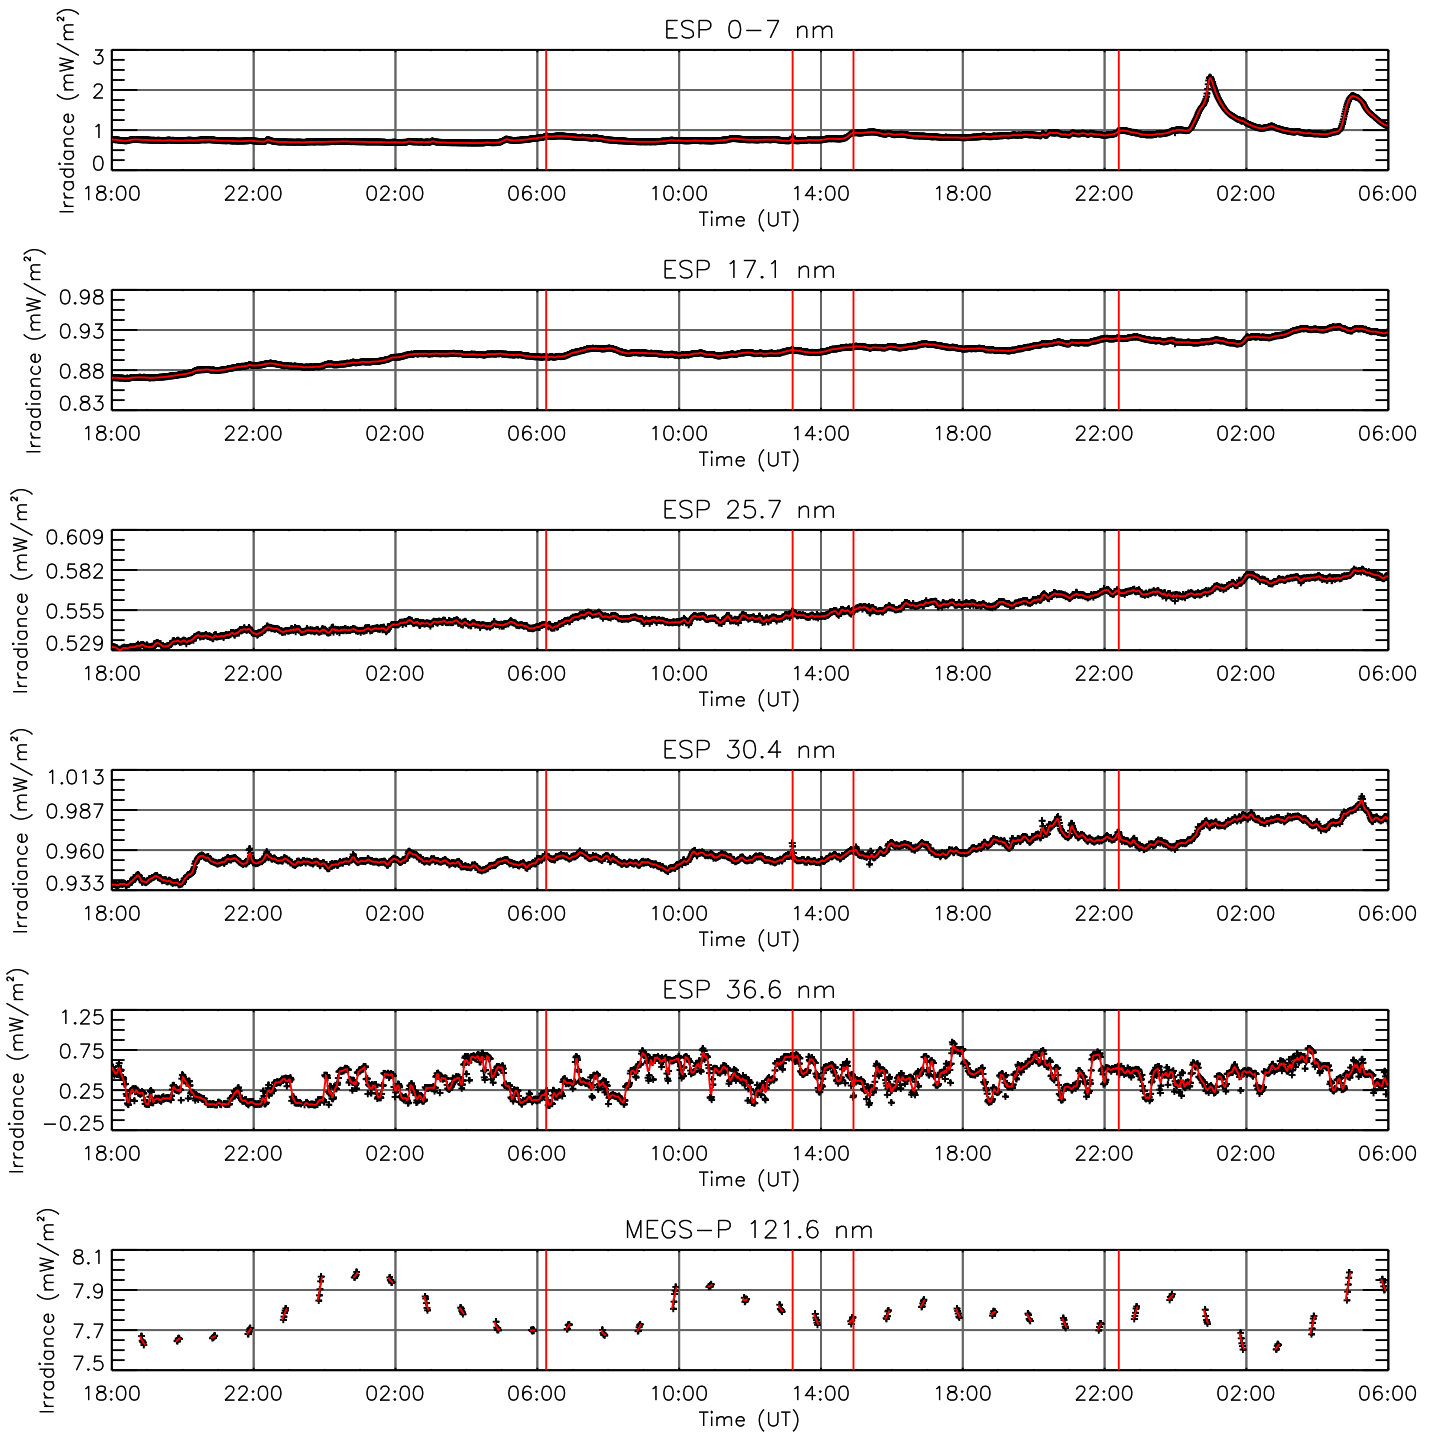 ESP 0-7 nm
Irradiance (mW/m²)
3
2
1
0
18:00 22:00 02:00 06:00 10:00 14:00 18:00 22:00 02:00 06:00
Time (UT)
ESP 17.1 nm
Irradiance (mW/m²)
0.98
0.93
0.88
0.83
18:00 22:00 02:00 06:00 10:00 14:00 18:00 22:00 02:00 06:00
Time (UT)
ESP 25.7 nm
Irradiance (mW/m²)
0.609
0.582
0.555
0.529
18:00 22:00 02:00 06:00 10:00 14:00 18:00 22:00 02:00 06:00
Time (UT)
ESP 30.4 nm
Irradiance (mW/m²)
1.013
0.987
0.960
0.933
18:00 22:00 02:00 06:00 10:00 14:00 18:00 22:00 02:00 06:00
Time (UT)
ESP 36.6 nm
Irradiance (mW/m²)
1.25
0.75
0.25
-0.25
18:00 22:00 02:00 06:00 10:00 14:00 18:00 22:00 02:00 06:00
Time (UT)
MEGS-P 121.6 nm
Irradiance (mW/m²)
8.1
7.9
7.7
7.5
18:00 22:00 02:00 06:00 10:00 14:00 18:00 22:00 02:00 06:00
Time (UT)